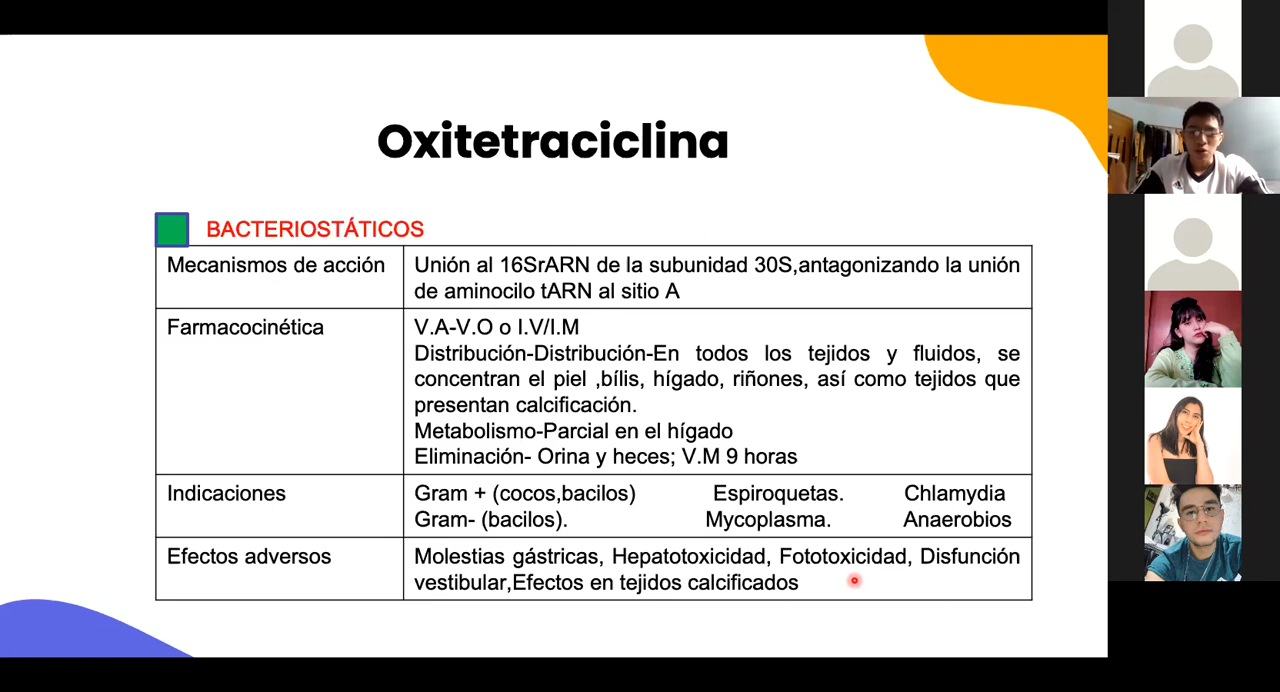 Oxitetraciclina
BACTERIOSTÁTICOS
Mecanismos de acción
Unión al 16SrARN de la subunidad 30S,antagonizando la unión
de aminocilo tARN al sitio A
Farmacocinética
V.A-V.O o I.V/I.M
Distribución-Distribución-En todos los tejidos y fluidos, se
concentran el piel ,bílis, hígado, riñones, así como tejidos que
presentan calcificación.
Metabolismo-Parcial en el hígado
Eliminación- Orina y heces; V.M 9 horas
Indicaciones
Gram + (cocos,bacilos) Espiroquetas. Chlamydia
Gram- (bacilos). Mycoplasma. Anaerobios
Efectos adversos
Molestias gástricas, Hepatotoxicidad, Fototoxicidad, Disfunción
vestibular,Efectos en tejidos calcificados